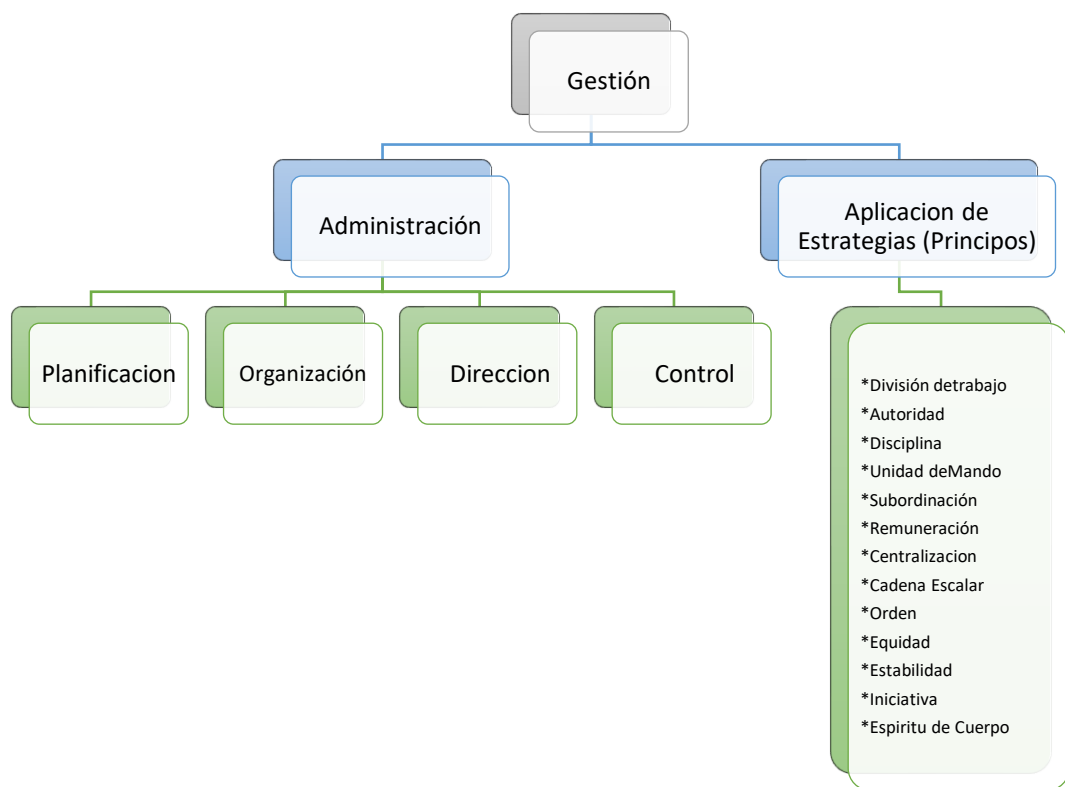 Gestión
Administración
Aplicacion de
Estrategias (Principos)
Planificacion
Organización
Direccion
Control
*División detrabajo
*Autoridad
*Disciplina
*Unidad deMando
*Subordinación
*Remuneración
*Centralizacion
*Cadena Escalar
*Orden
*Equidad
*Estabilidad
*Iniciativa
*Espiritu de Cuerpo